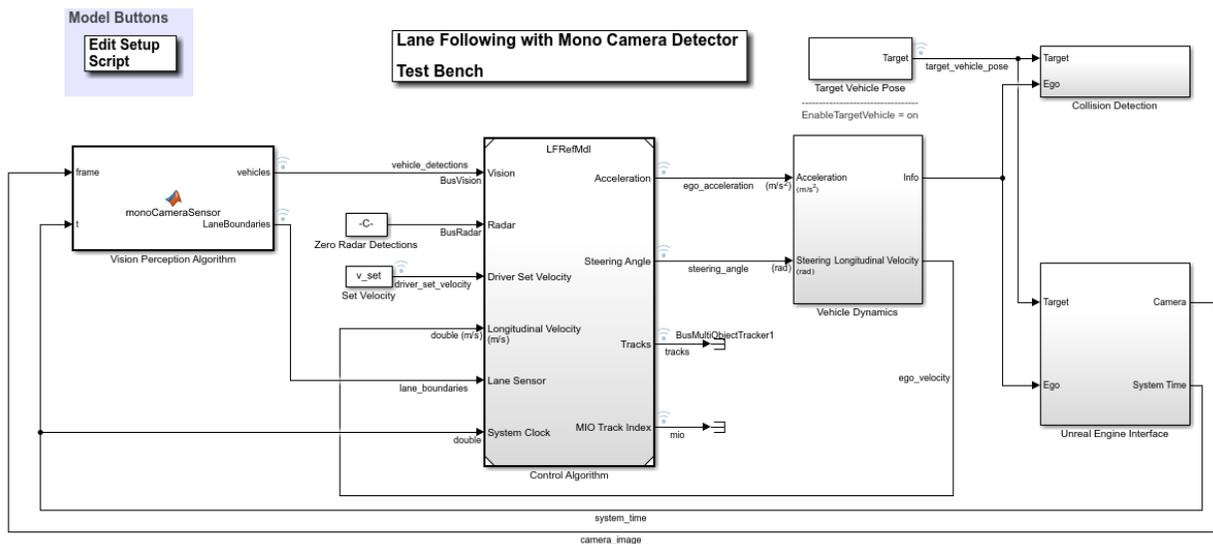 Model Buttons
Edit Setup
Script
Lane Following with Mono Camera Detector
Test Bench
Target
Target Vehicle Pose
EnableTargetVehicle = on
target_vehicle_pose
Target
Ego
Collision Detection
frame
t
monoCameraSensor
vehicles
LaneBoundaries
Vision Perception Algorithm
vehicle_detections
BusVision
-C-
Zero Radar Detections
BusRadar
v_set
Set Velocity
driver_set_velocity
double (m/s)
lane_boundaries
double
LFRefMdl
Vision
Radar
Driver Set Velocity
Longitudinal Velocity
(m/s)
Lane Sensor
System Clock
Acceleration
Steering Angle
Tracks
MIO Track Index
Control Algorithm
ego_acceleration
(m/s²)
steering_angle
(rad)
BusMultiObjectTracker1
tracks
mio
Acceleration
(m/s²)
Info
Steering
(rad)
Longitudinal Velocity
Vehicle Dynamics
ego_velocity
Target
Ego
Camera
System Time
Unreal Engine Interface
system_time
camera_image